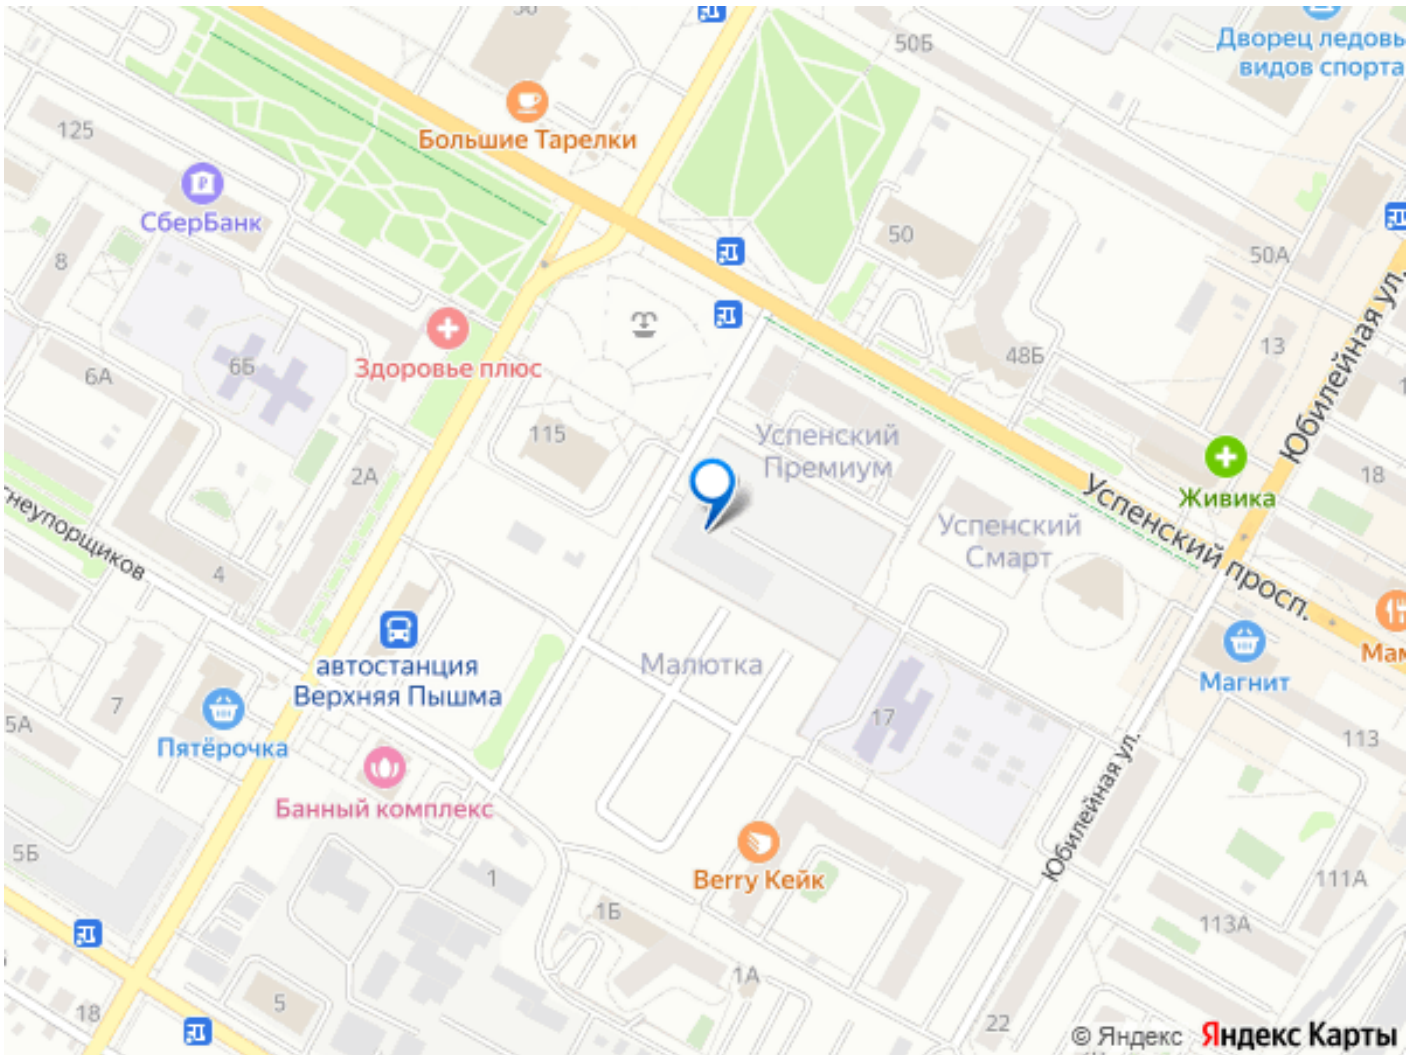 50Б
Дворец ледовь
видов спорта
125
Большие Тарелки
СберБанк
8
50
50А
6Б
Здоровье плюс
6А
48Б
13
Юбилейная ул.
115
Успенский
Премиум
2А
18
Живика
Успенский просп.
Успенский
Смарт
гнеупорщиков
4
автостанция
Верхняя Пышма
Малютка
Магнит
Мам
7
5А
17
Пятёрочка
113
Банный комплекс
Юбилейная ул.
5Б
Berry Кейк
1
111А
1Б
113А
1А
5
18
22
© Яндекс Яндекс Карты